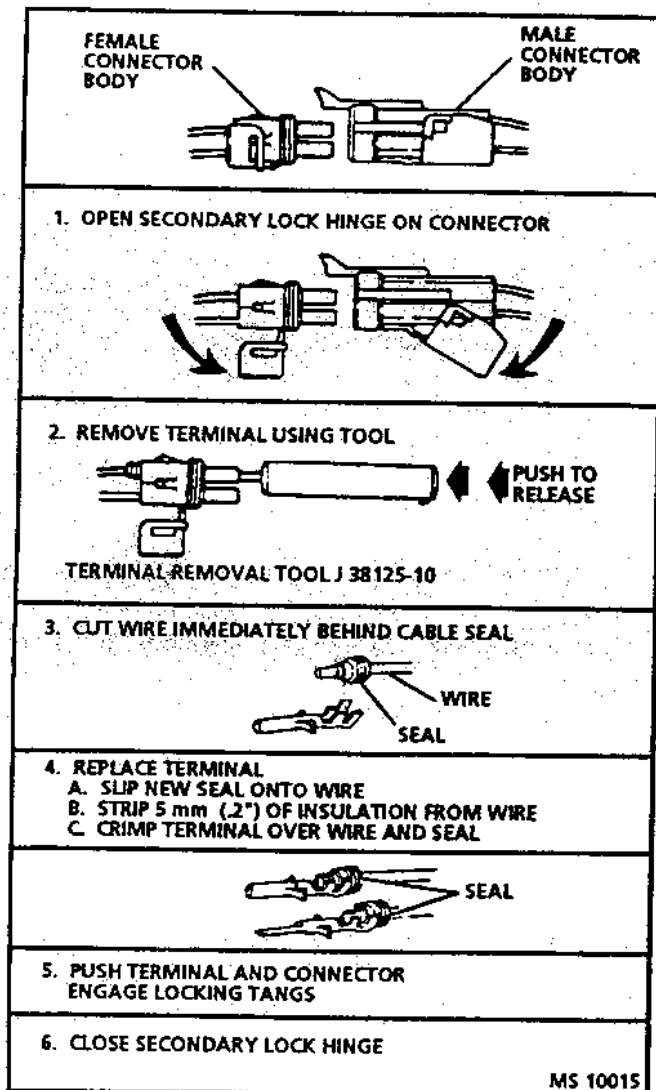 FEMALE
CONNECTOR
BODY
MALE
CONNECTOR
BODY
1. OPEN SECONDARY LOCK HINGE ON CONNECTOR
2. REMOVE TERMINAL USING TOOL
PUSH TO
RELEASE
TERMINAL REMOVAL TOOL J 38125-10
3. CUT WIRE IMMEDIATELY BEHIND CABLE SEAL
WIRE
SEAL
4. REPLACE TERMINAL
A. SLIP NEW SEAL ONTO WIRE
B. STRIP 5 mm (.2") OF INSULATION FROM WIRE
C. CRIMP TERMINAL OVER WIRE AND SEAL
SEAL
5. PUSH TERMINAL AND CONNECTOR
ENGAGE LOCKING TANGS
6. CLOSE SECONDARY LOCK HINGE
MS 10015